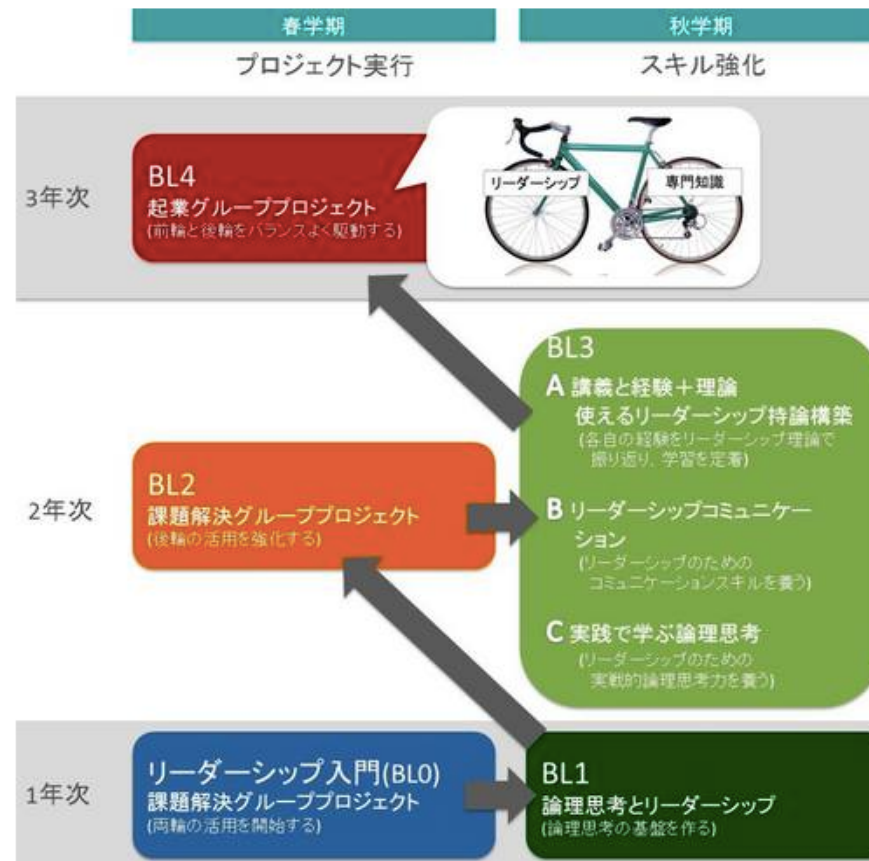 春学期
秋学期
プロジェクト実行
スキル強化
3年次
BL4
起業グループプロジェクト
(前輪と後輪をバランスよく駆動する)
リーダーシップ
専門知識
2年次
BL2
課題解決グループプロジェクト
(後輪の活用を強化する)
BL3
A 講義と経験＋理論
使えるリーダーシップ持論構築
(各自の経験をリーダーシップ理論で
振り返り、学習を定着)
B リーダーシップコミュニケー
ション
(リーダーシップのための
コミュニケーションスキルを養う)
C 実践で学ぶ論理思考
(リーダーシップのための
実戦的論理思考力を養う)
1年次
リーダーシップ入門(BL0)
課題解決グループプロジェクト
(両輪の活用を開始する)
BL1
論理思考とリーダーシップ
(論理思考の基盤を作る)